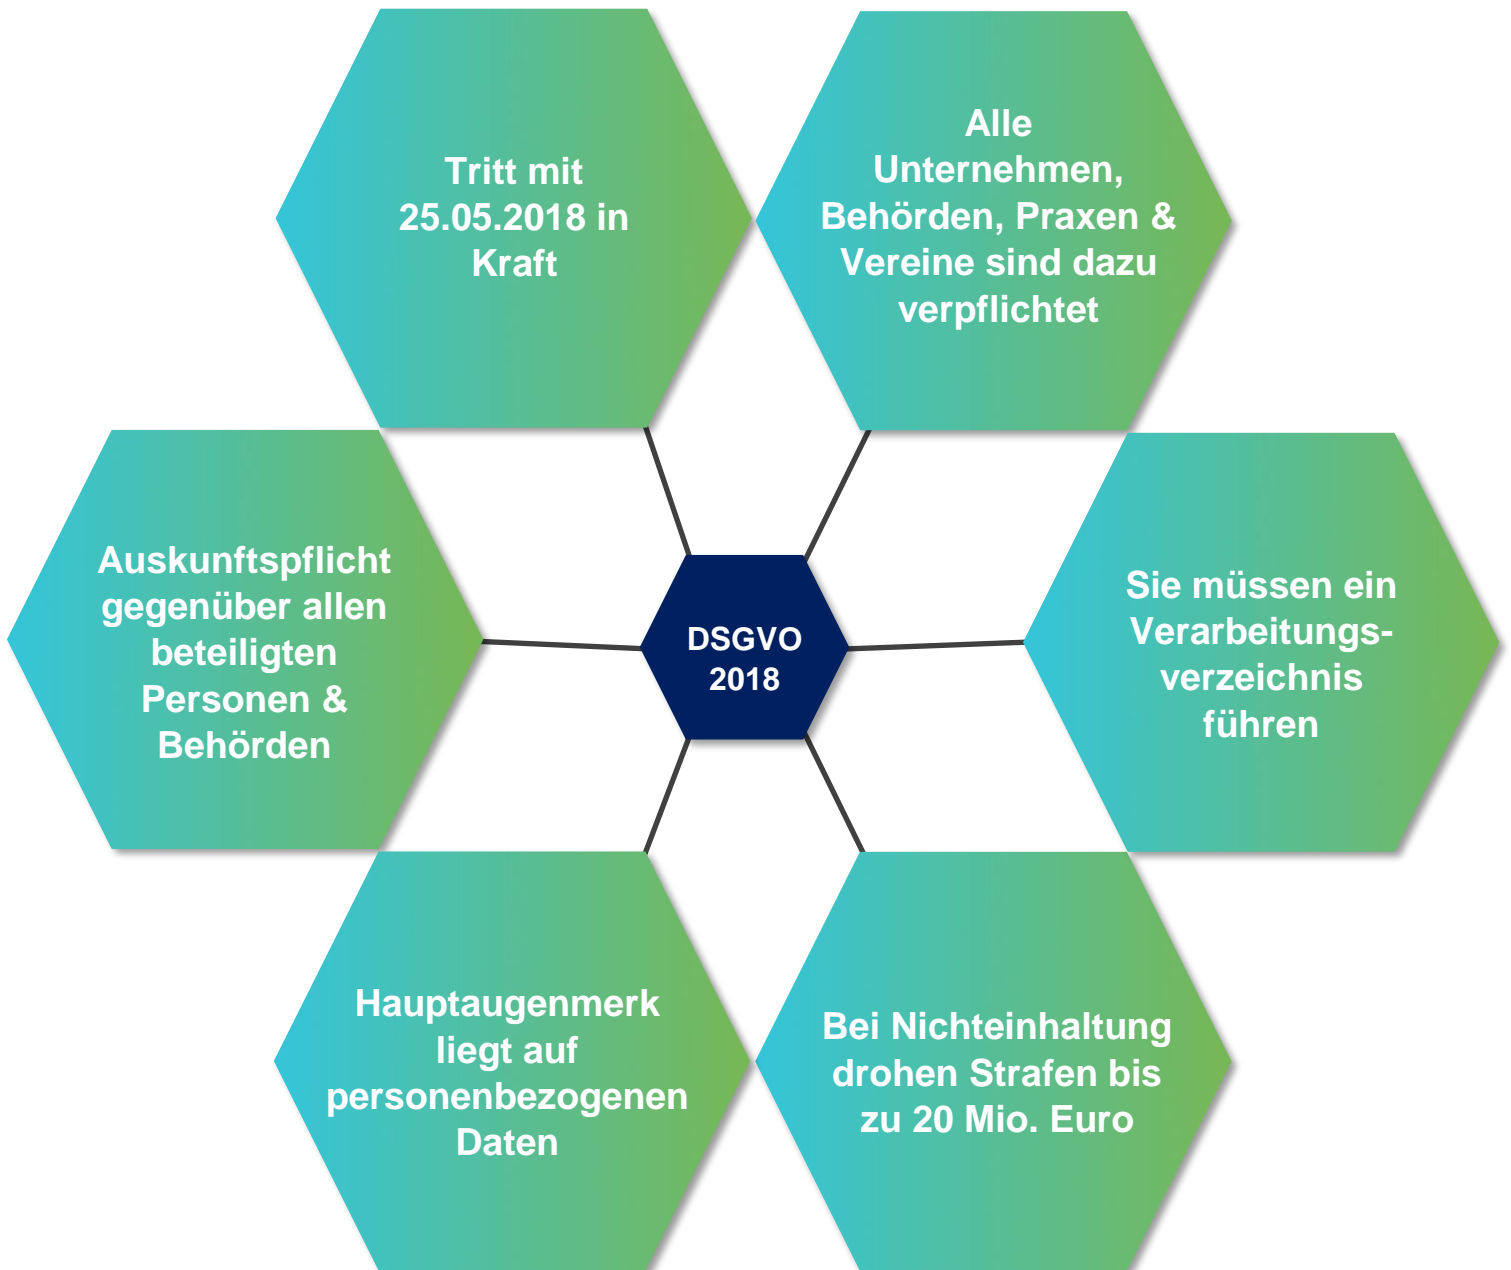 Tritt mit
25.05.2018 in
Kraft
Alle
Unternehmen,
Behörden, Praxen &
Vereine sind dazu
verpflichtet
Auskunftspflicht
gegenüber allen
beteiligten
Personen &
Behörden
DSGVO
2018
Sie müssen ein
Verarbeitungs-
verzeichnis
führen
Hauptaugenmerk
liegt auf
personenbezogenen
Daten
Bei Nichteinhaltung
drohen Strafen bis
zu 20 Mio. Euro